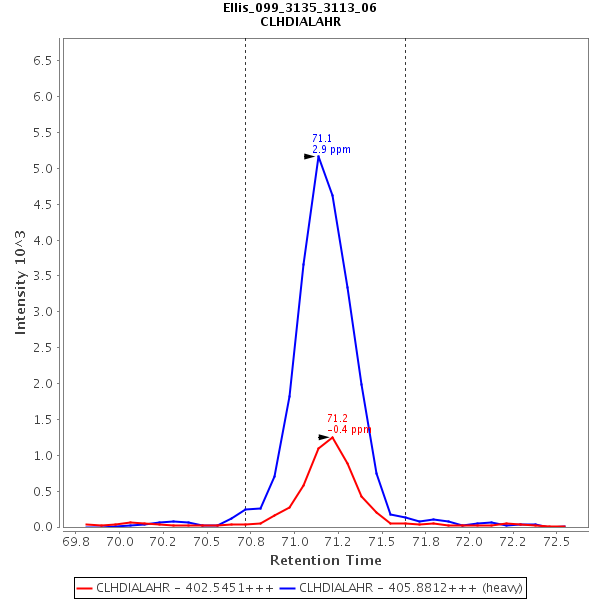 Ellis_099_3135_3113_06
CLHDIALAHR
6.5
6.0
5.5
5.0
4.5
4.0
3.5
3.0
2.5
2.0
1.5
1.0
0.5
0.0
Intensity 10^3
71.1
2.9 ppm
71.2
-0.4 ppm
69.8 70.0 70.2 70.5 70.8 71.0 71.2 71.5 71.8 72.0 72.2 72.5
Retention Time
CLHDIALAHR - 402.5451+++ CLHDIALAHR - 405.8812+++ (heavy)